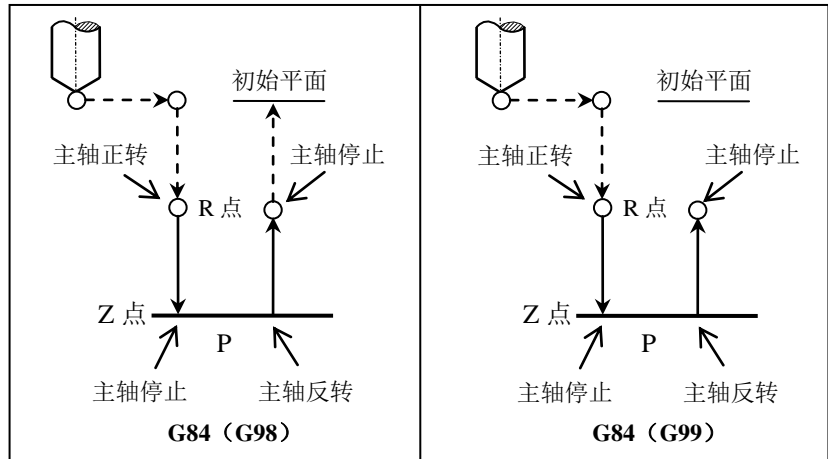 初始平面
主轴正转
主轴停止
R 点
Z 点
P
主轴停止
主轴反转
G84（G98）
初始平面
主轴正转
主轴停止
R 点
Z 点
P
主轴停止
主轴反转
G84（G99）